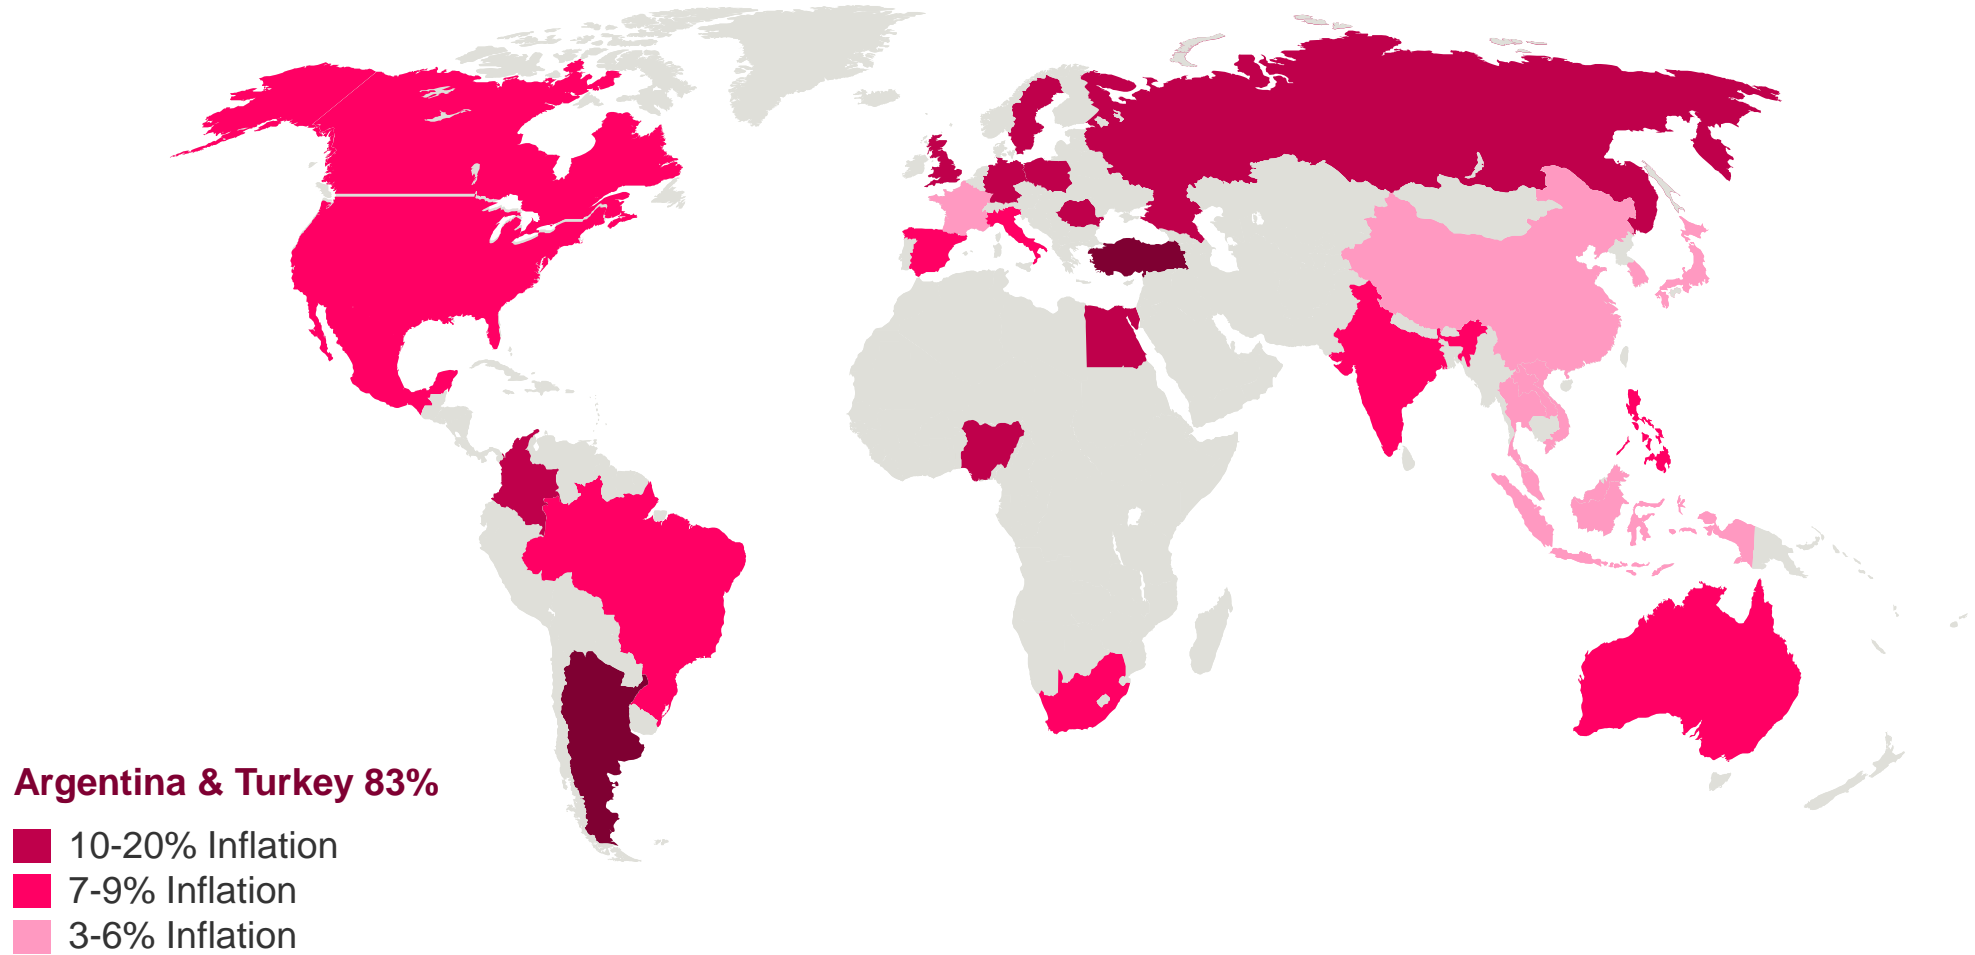 Argentina & Turkey 83%
10-20% Inflation
7-9% Inflation
3-6% Inflation